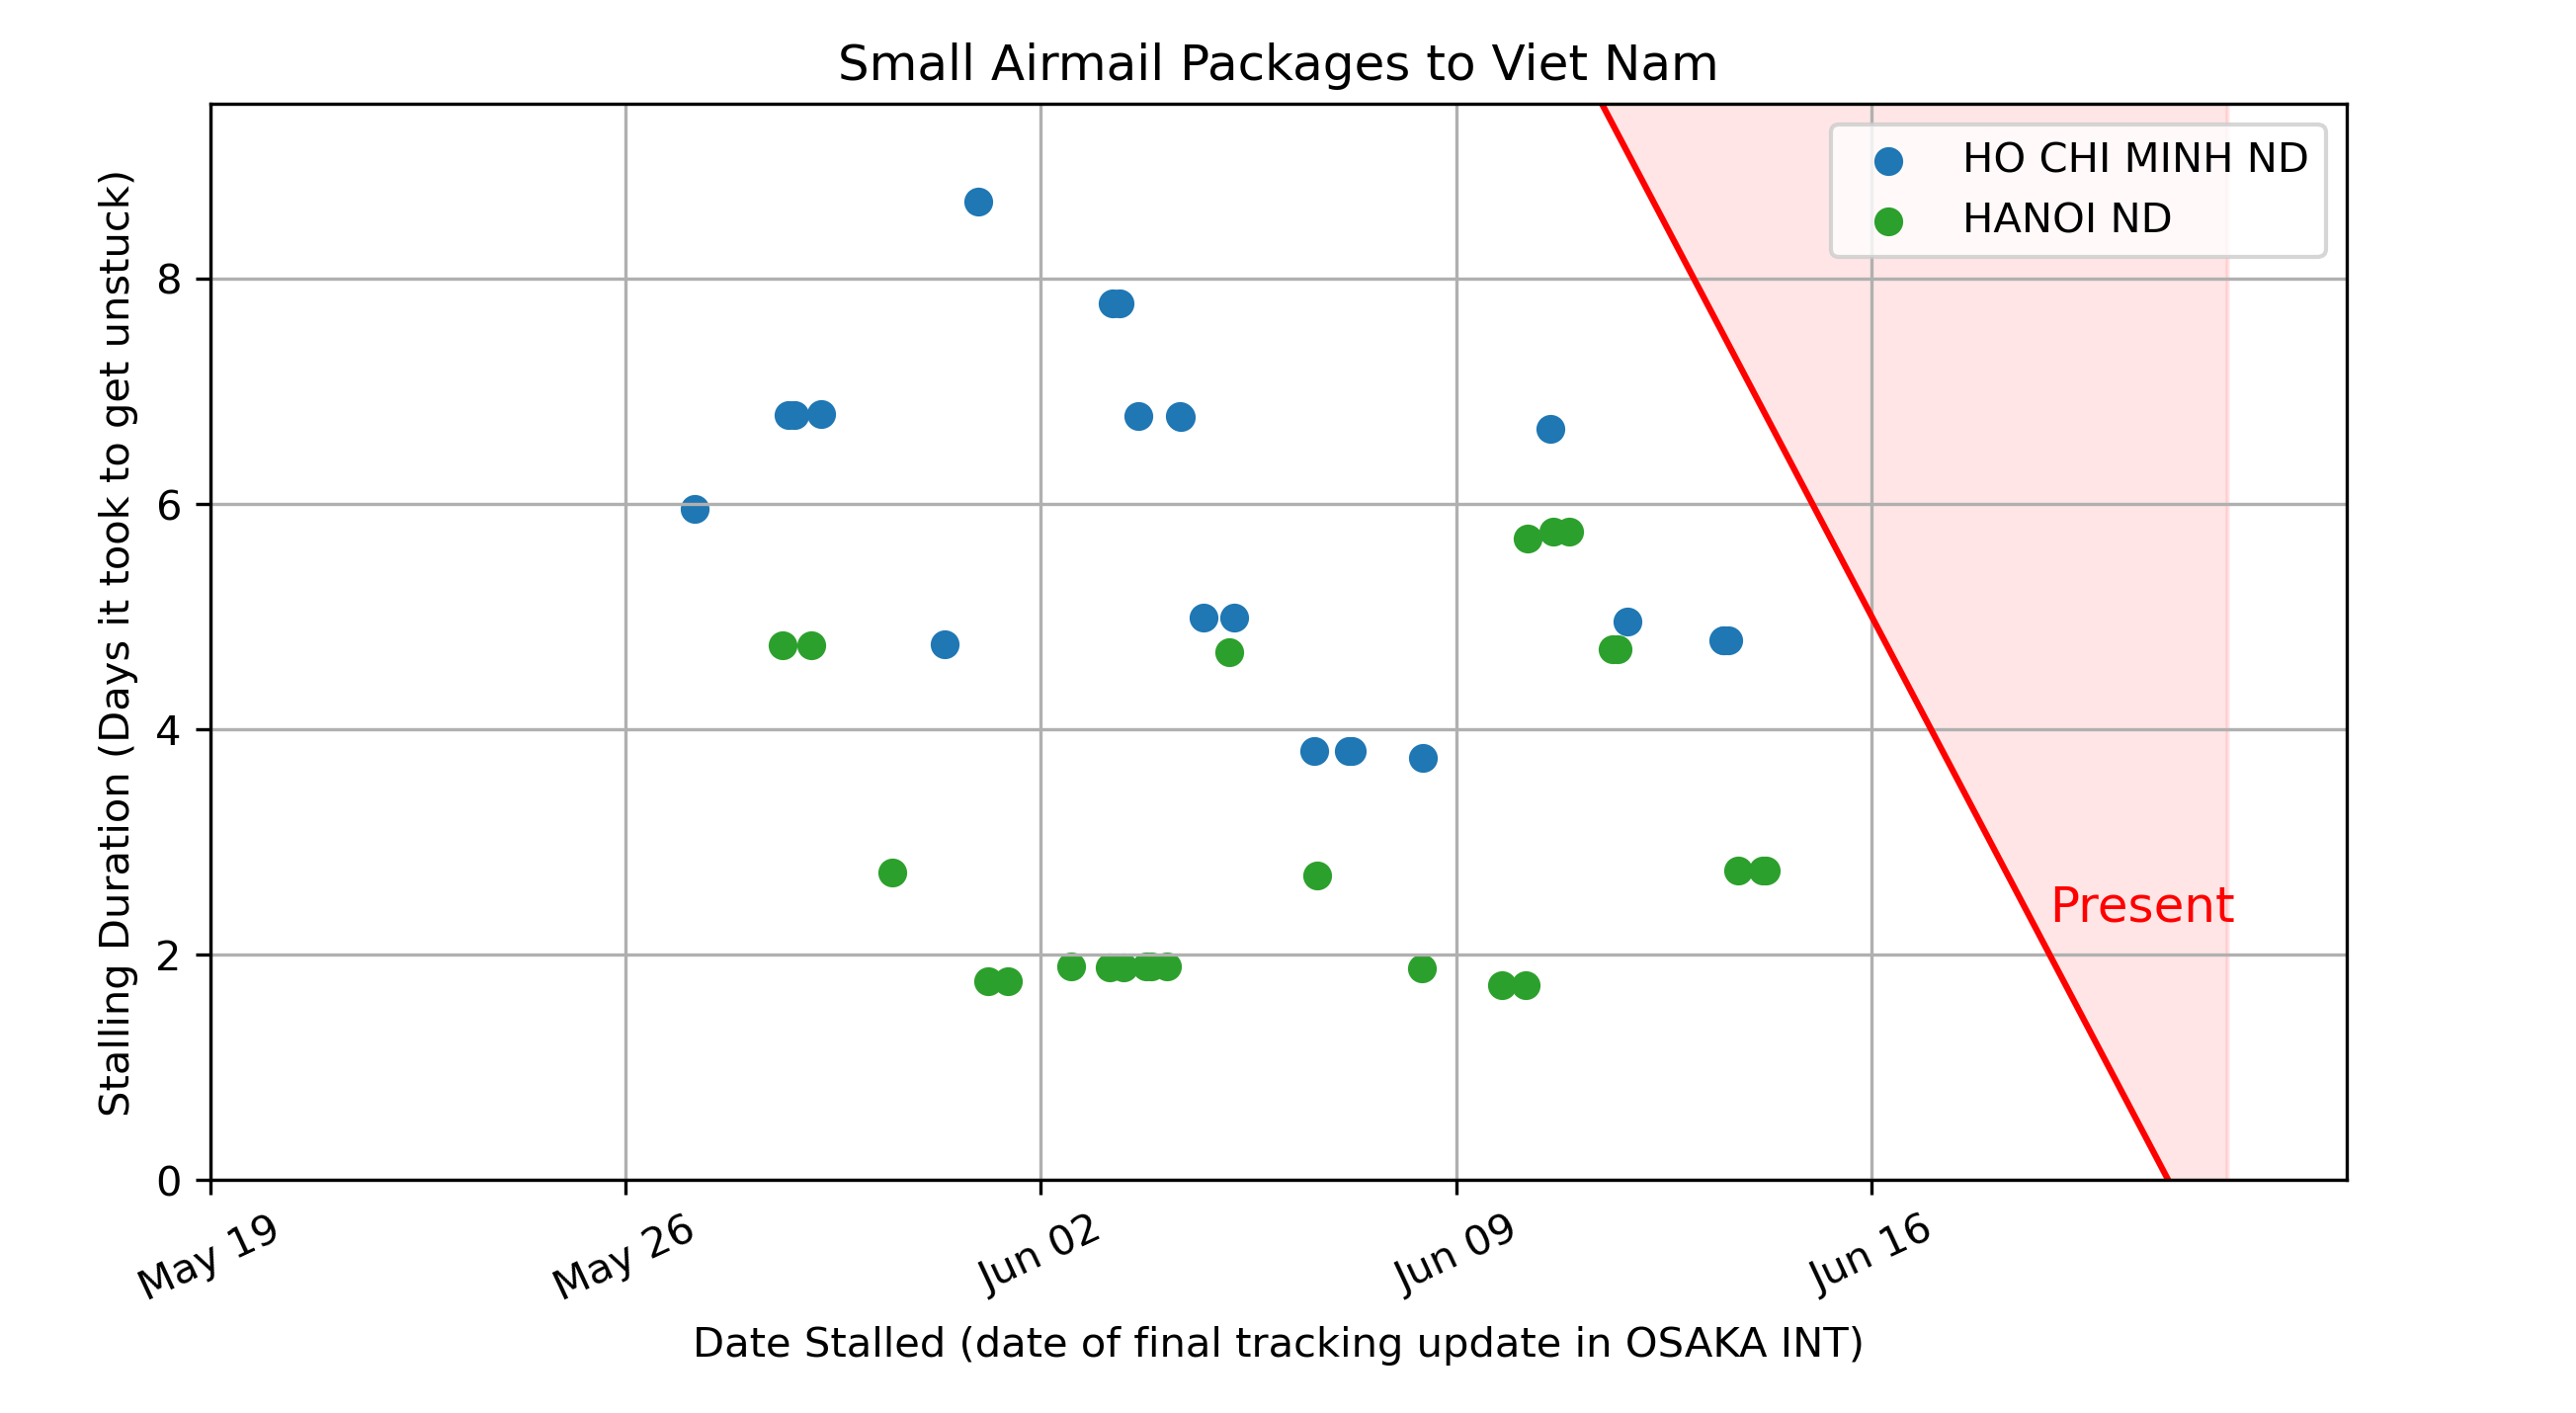 Small Airmail Packages to Viet Nam
HO CHI MINH ND
HANOI ND
Stalling Duration (Days it took to get unstuck)
8
6
4
2
0
Present
May 19
May 26
Jun 02
Jun 09
Jun 16
Date Stalled (date of final tracking update in OSAKA INT)